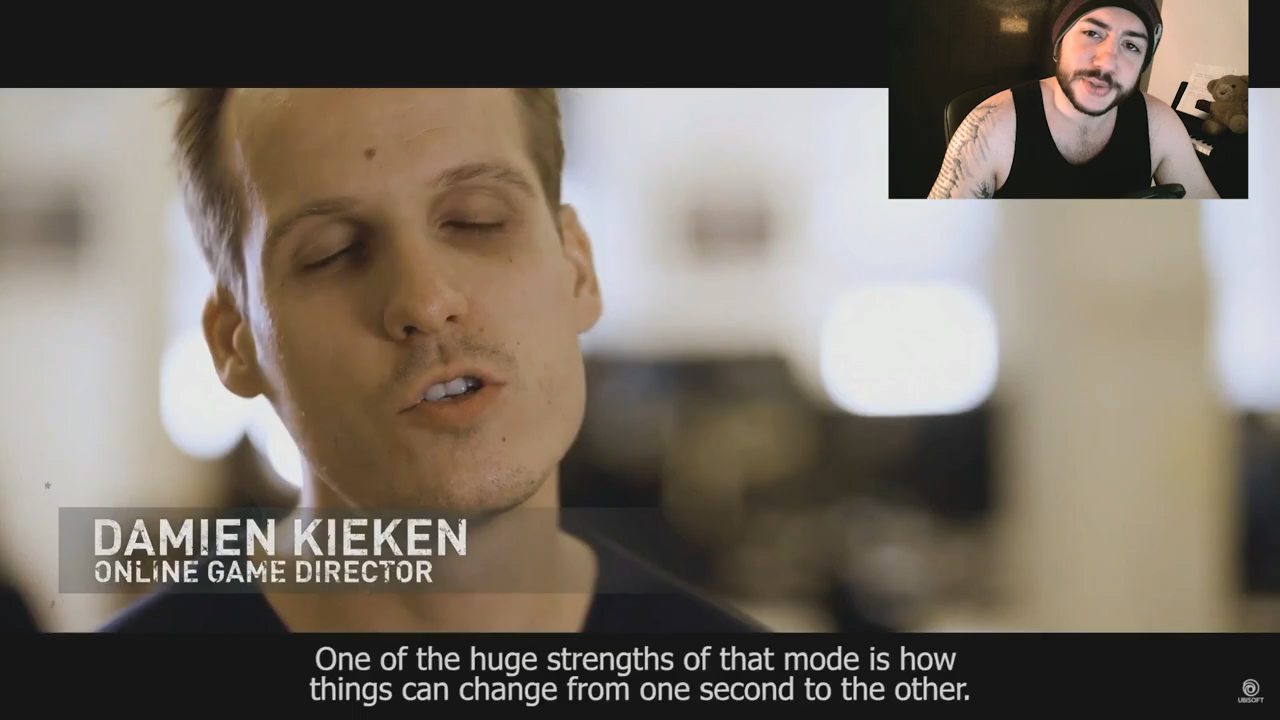 DAMIEN KIEKEN
ONLINE GAME DIRECTOR
One of the huge strengths of that mode is how
things can change from one second to the other.
UBISOFT